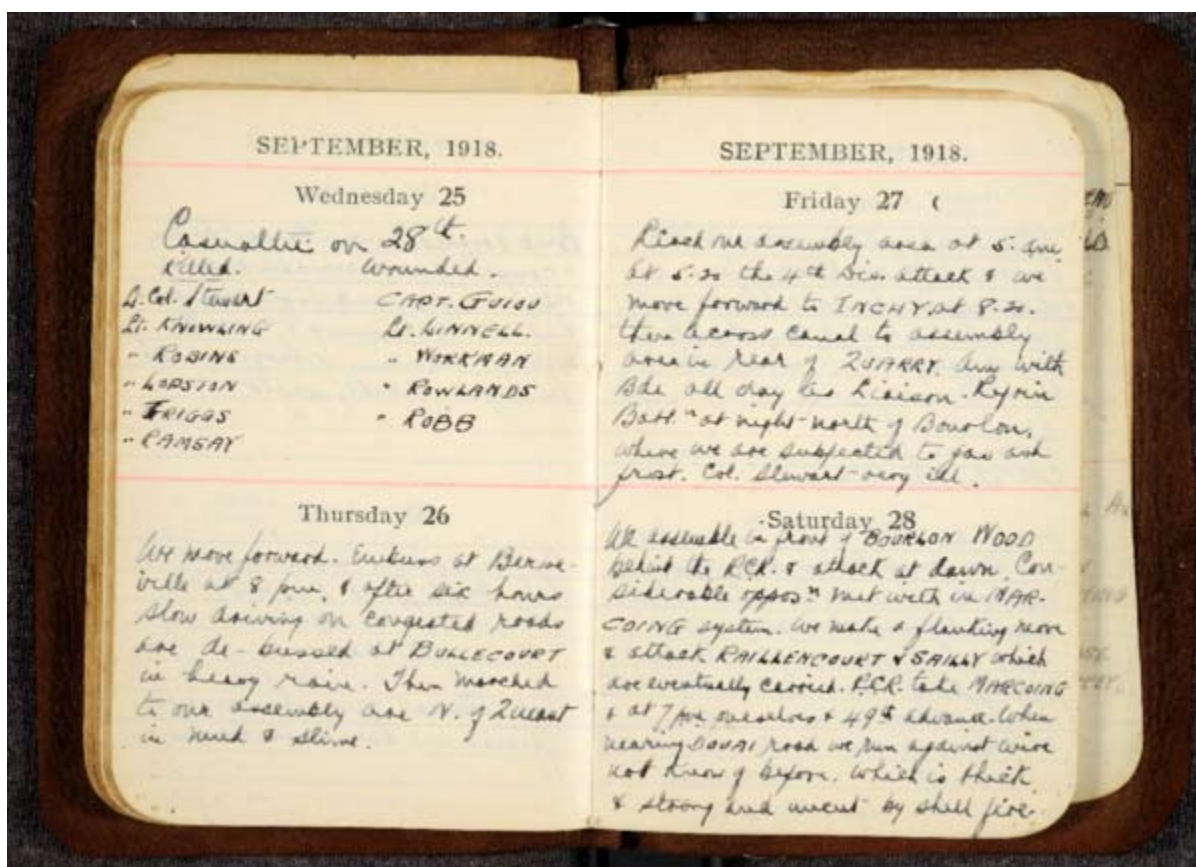 SEPTEMBER, 1918.
Wednesday 25
Casualties on 28th.
Killed. Wounded.
Lt. Col. Stewart CAPT. GUIOU
Lt. KNOWLING Lt. LINNELL.
" ROBINS " WORKMAN
" LOPSTON " ROWLANDS
" RIGGS " ROBB
" RAMSAY
Thursday 26
We move forward. Embuss at Berne-
ville at 8 p.m. & after six hours
slow driving on congested roads
are de-bussed at BULLECOURT
in heavy rain. Then marched
to our assembly area N. of Queant
in mud & slime.
SEPTEMBER, 1918.
Friday 27
Reach our assembly area at 5. am.
At 5.20 the 4th Div. attack & we
move forward to INCHY at 8.20.
then across canal to assembly
area in rear of QUARRY. Am with
Bde all day as Liaison. Rejoin
Battn at night north of Bourlon,
where we are subjected to gas and
frost. Col. Stewart very ill.
Saturday 28
We assemble in front of BOURLON WOOD
behind the RCR. & attack at dawn. Con-
siderable opposn met with in MAR-
COING system. We make a flanking move
& attack RAILLENCOURT & SAILLY which
are eventually carried. RCR. take MARCOING
& at 7 PM ourselves & 49th advance. When
nearing DOUAI road we run against wire
not know of before. Which is thick
& strong and uncut by shell fire.